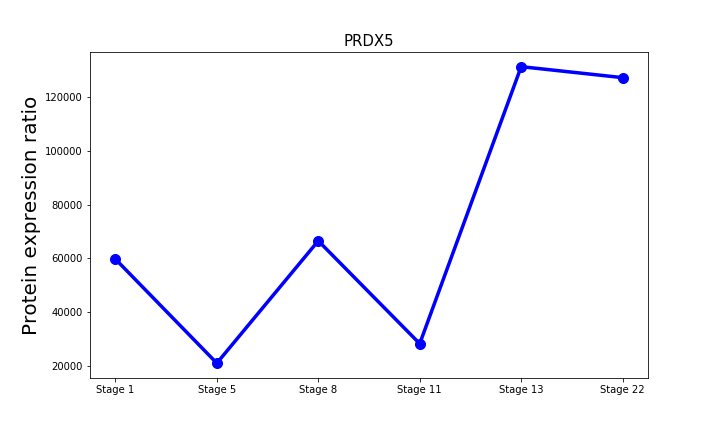 PRDX5
Protein expression ratio
120000
100000
80000
60000
40000
20000
Stage 1 Stage 5 Stage 8 Stage 11 Stage 13 Stage 22